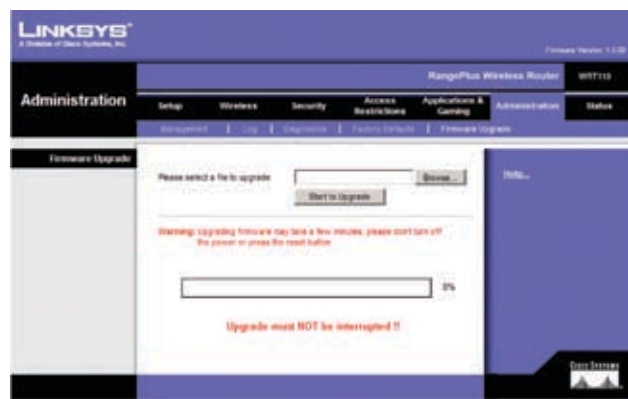 LINKSYS®
A Division of Cisco Systems, Inc.
Firmware Version: 1.0.00
RangePlus Wireless Router WRT110
Administration
Setup Wireless Security Access Restrictions Applications & Gaming Administration Status
Management | Log | Diagnostics | Factory Defaults | Firmware Upgrade
Firmware Upgrade
Please select a file to upgrade Browse...
Help...
Start to Upgrade
Warning: Upgrading firmware may take a few minutes, please don't turn off
the power or press the reset button
0%
Upgrade must NOT be interrupted !!
CISCO SYSTEMS